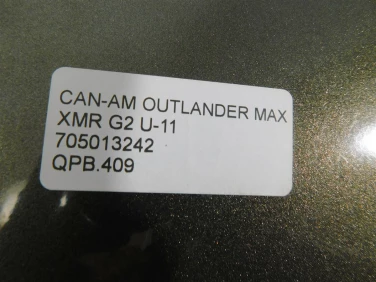 CAN-AM OUTLANDER MAX
XMR G2 U-11
705013242
QPB.409